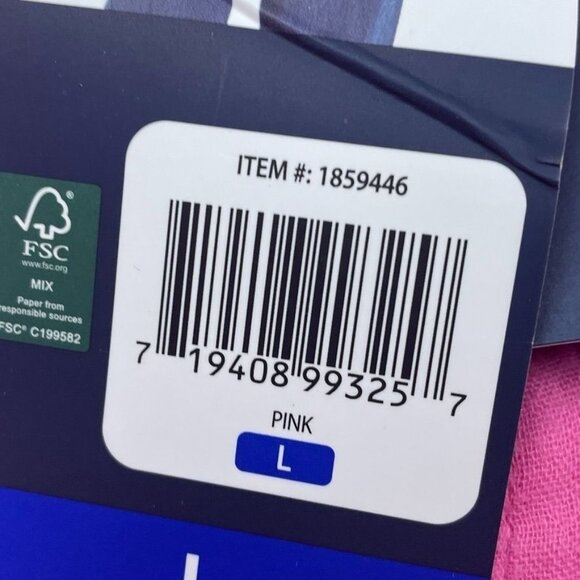 ITEM #: 1859446
FSC®
www.fsc.org
MIX
Paper from
responsible sources
FSC® C199582
7 19408 99325 7
PINK
L
L